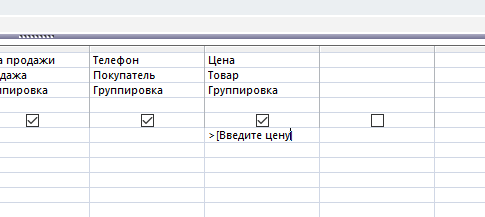 а продажи Телефон Цена
дажа Покупатель Товар
ппировка Группировка Группировка
>[Введите цену